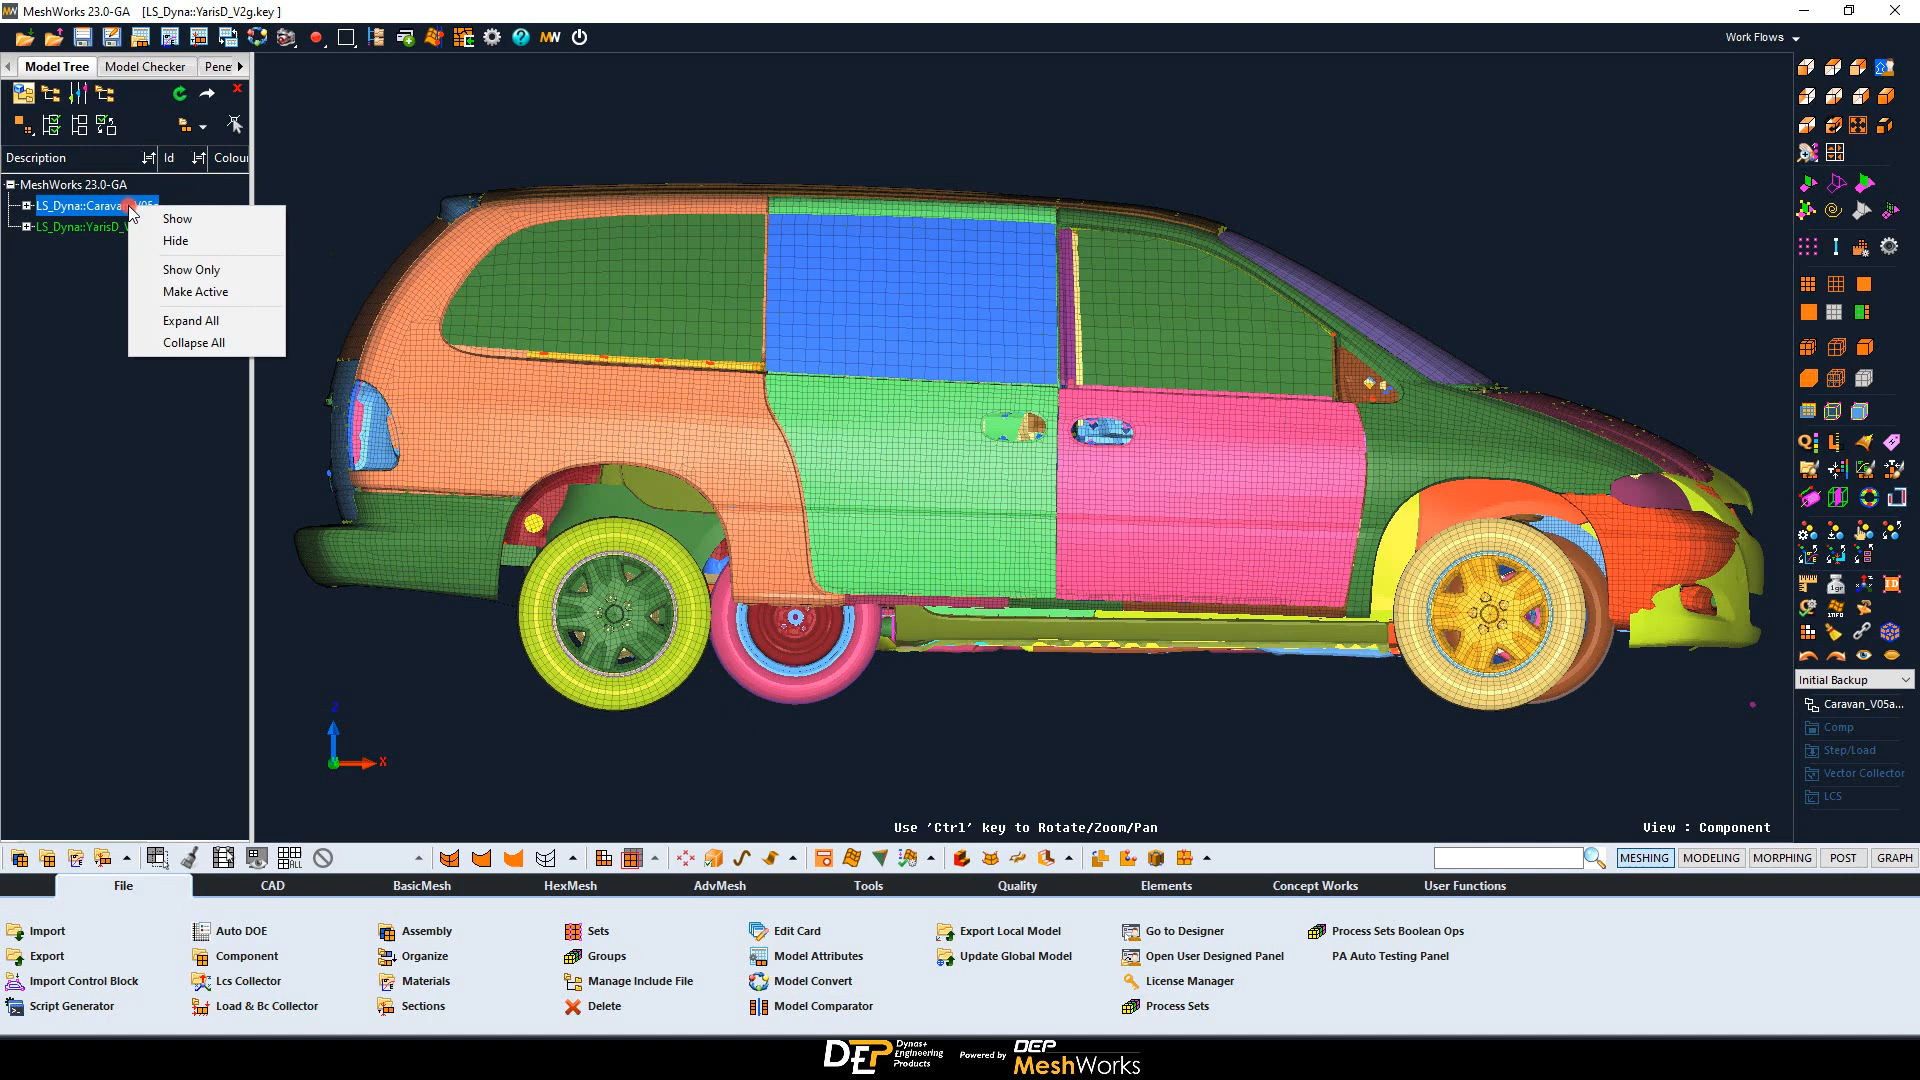 MeshWorks 23.0-GA [LS_Dyna::YarisD_V2g.key ]
Work Flows
Model Tree Model Checker Pene
Description Id Colour
MeshWorks 23.0-GA
LS_Dyna::Caravan_V05a
LS_Dyna::YarisD_V
Show
Hide
Show Only
Make Active
Expand All
Collapse All
Z
X
Use 'Ctrl' key to Rotate/Zoom/Pan
View : Component
Initial Backup
Caravan_V05a...
Comp
Step/Load
Vector Collector
LCS
MESHING MODELING MORPHING POST GRAPH
File CAD BasicMesh HexMesh AdvMesh Tools Quality Elements Concept Works User Functions
Import Auto DOE Assembly Sets Edit Card Export Local Model Go to Designer Process Sets Boolean Ops
Export Component Organize Groups Model Attributes Update Global Model Open User Designed Panel PA Auto Testing Panel
Import Control Block Lcs Collector Materials Manage Include File Model Convert License Manager
Script Generator Load & Bc Collector Sections Delete Model Comparator Process Sets
DEP Dynas+ Engineering Products Powered by DEP MeshWorks